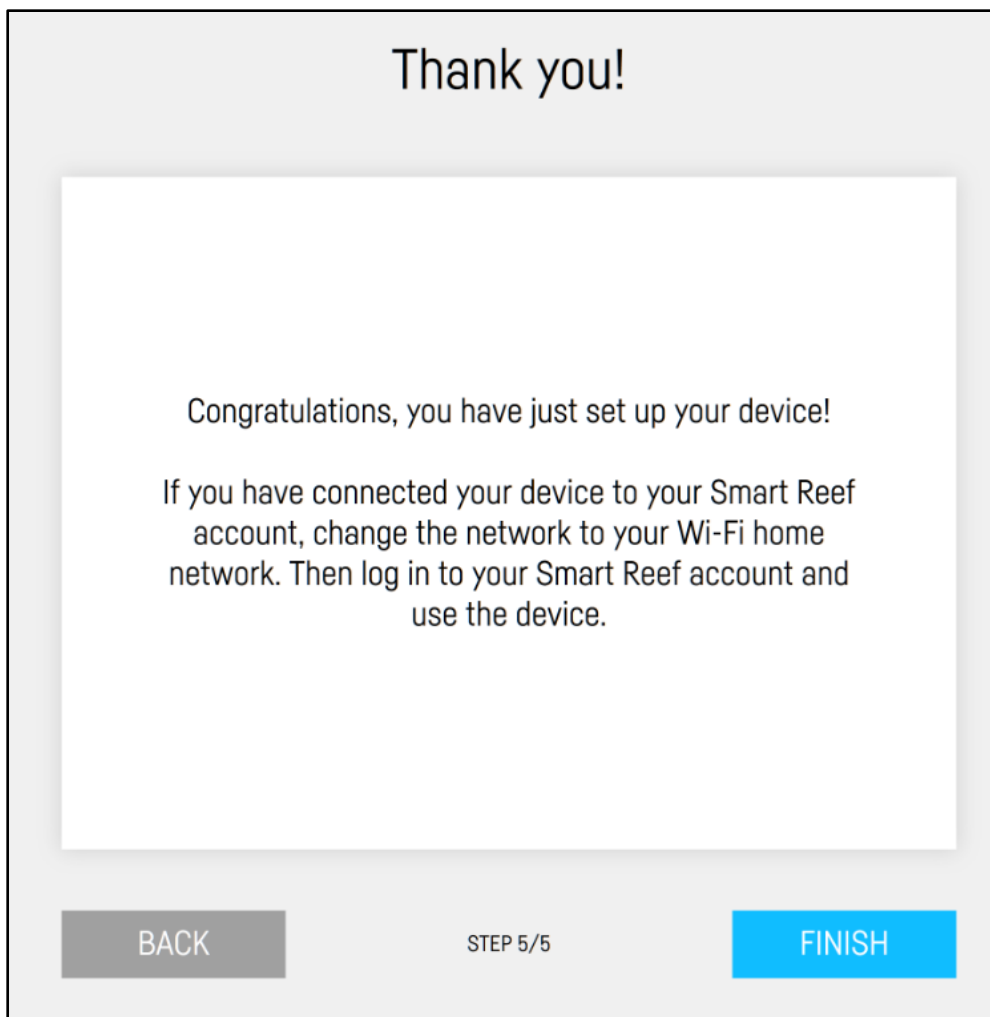 Thank you!
Congratulations, you have just set up your device!
If you have connected your device to your Smart Reef
account, change the network to your Wi-Fi home
network. Then log in to your Smart Reef account and
use the device.
BACK
STEP 5/5
FINISH